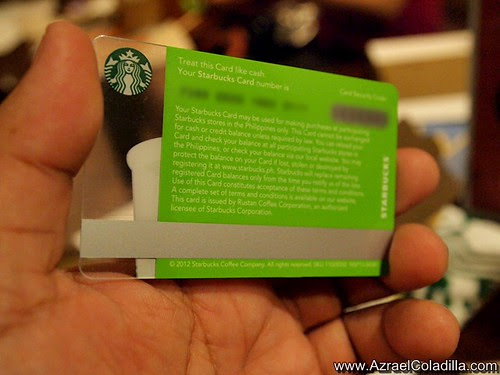 Treat this Card like cash.
Your Starbucks Card number is
Card Security Code
Your Starbucks Card may be used for making purchases at participating
Starbucks stores in the Philippines only. This Card cannot be exchanged
for cash or credit balance unless required by law. You can reload your
Card and check your balance at any participating Starbucks store in
the Philippines, or check your balance via our local website. You may
protect the balance on your Card if lost, stolen or destroyed by
registering it at www.starbucks.ph. Starbucks will replace
registered Card balances only from the time you notify us of the loss.
Use of this Card constitutes acceptance of these terms and conditions.
A complete set of terms and conditions is available on our website.
This card is issued by Rustan Coffee Corporation, an authorized
licensee of Starbucks Corporation.
STARBUCKS
© 2012 Starbucks Coffee Company. All rights reserved.
www.AzraelColadilla.com